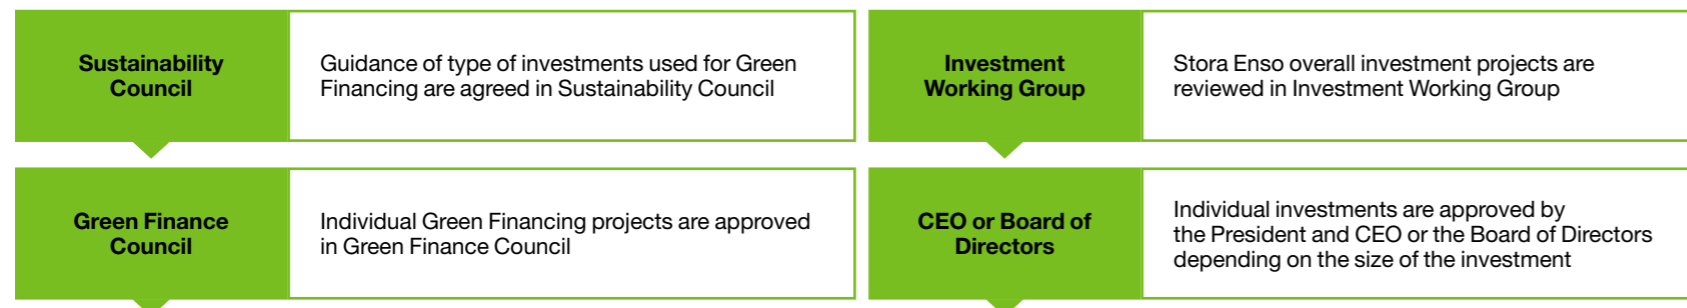 Sustainability
Council
Guidance of type of investments used for Green
Financing are agreed in Sustainability Council
Investment
Working Group
Stora Enso overall investment projects are
reviewed in Investment Working Group
Green Finance
Council
Individual Green Financing projects are approved
in Green Finance Council
CEO or Board of
Directors
Individual investments are approved by
the President and CEO or the Board of Directors
depending on the size of the investment